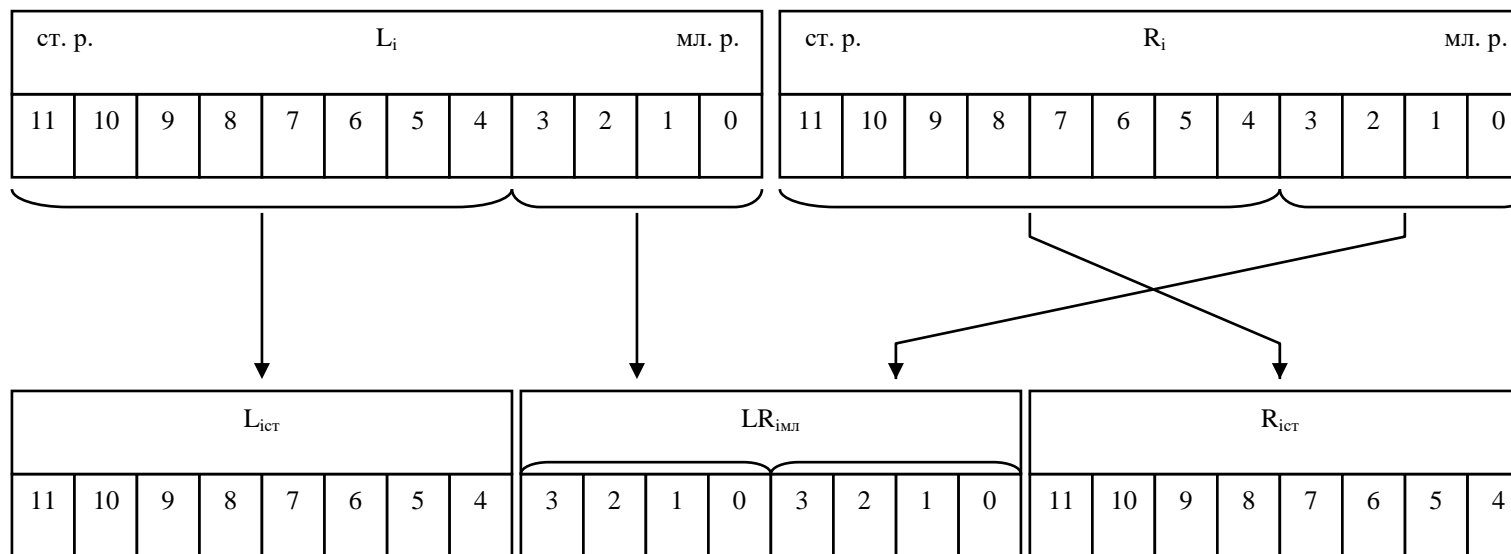 ст. р. Lᵢ мл. р. ст. р. Rᵢ мл. р.
11 10 9 8 7 6 5 4 3 2 1 0 11 10 9 8 7 6 5 4 3 2 1 0
Liст LRiмл Riст
11 10 9 8 7 6 5 4 3 2 1 0 3 2 1 0 11 10 9 8 7 6 5 4